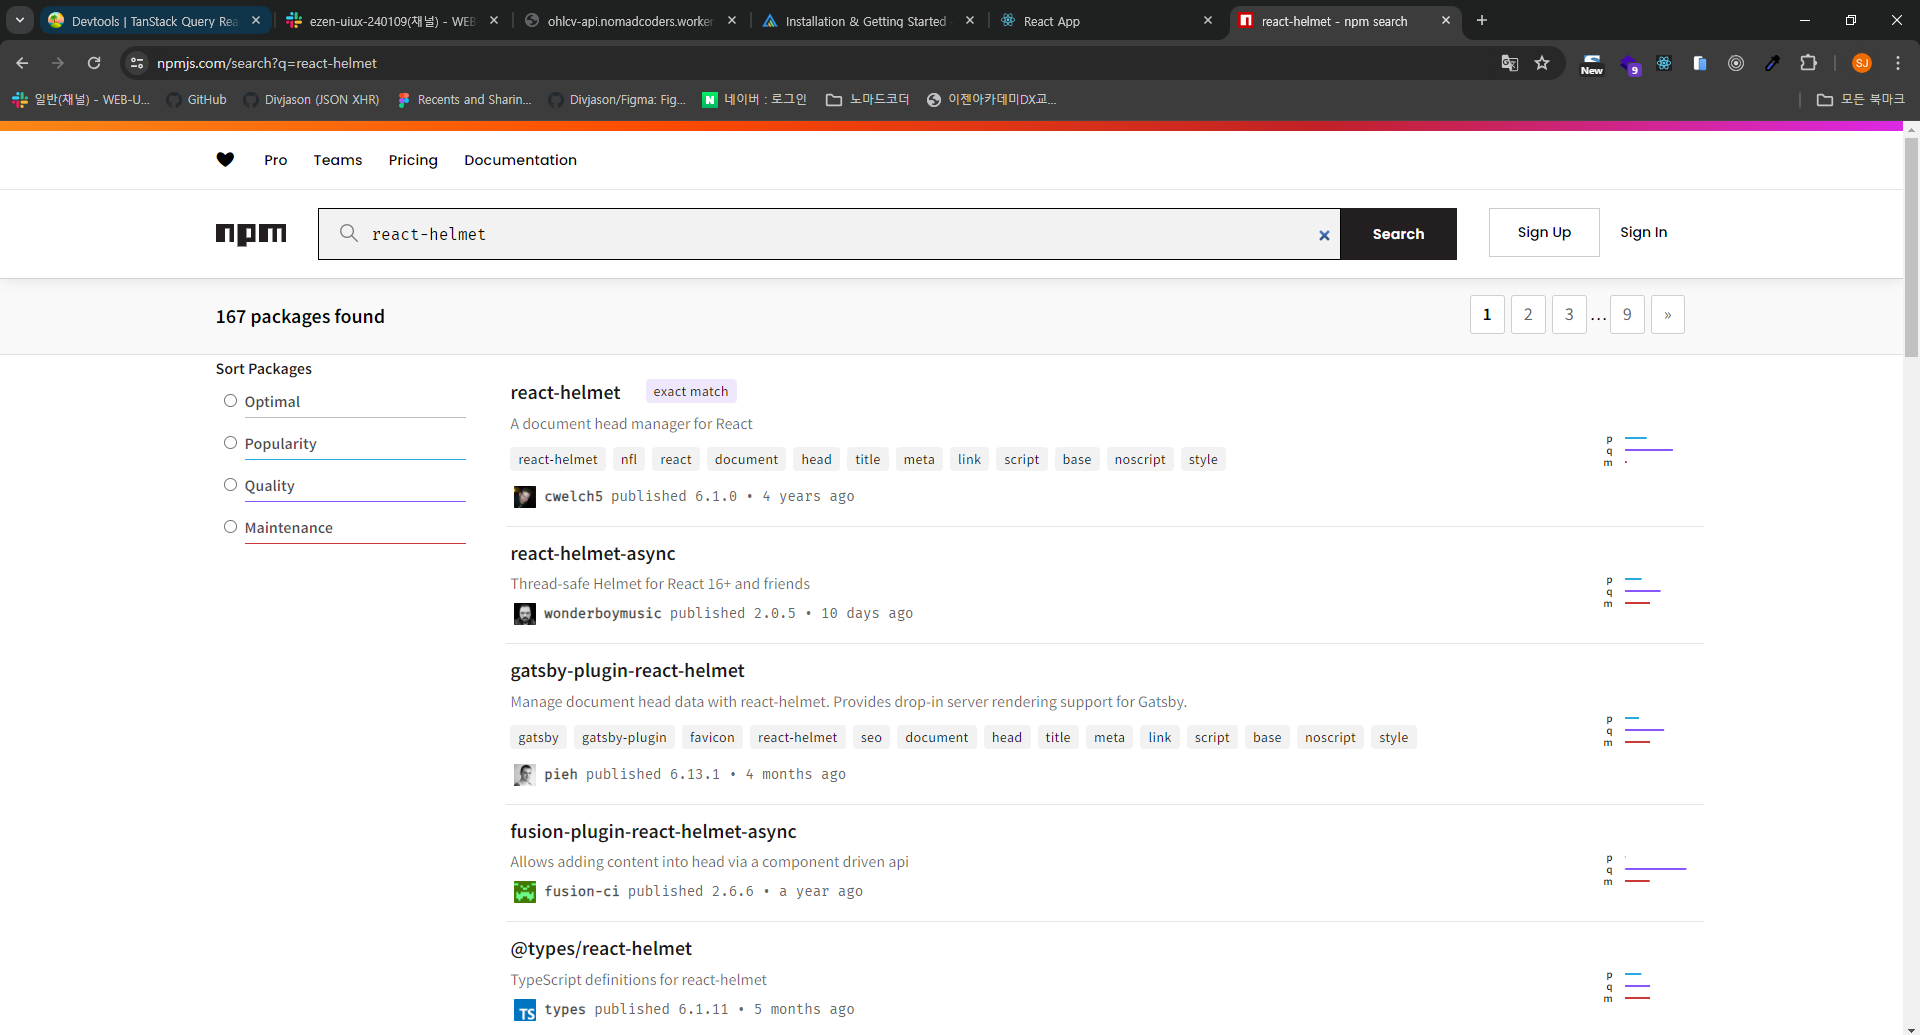 Devtools | TanStack Query Rea
ezen-uiux-240109(채널) - WEB
ohlcv-api.nomadcoders.worker
Installation & Getting Started
React App
react-helmet - npm search
npmjs.com/search?q=react-helmet
New
9
SJ
일반(채널) - WEB-U...
GitHub
Divjason (JSON XHR)
Recents and Sharin...
Divjason/Figma: Fig...
네이버 : 로그인
노마드코더
이젠아카데미DX교...
모든 북마크
Pro
Teams
Pricing
Documentation
npm
react-helmet
×
Search
Sign Up
Sign In
167 packages found
1
2
3
...
9
»
Sort Packages
Optimal
Popularity
Quality
Maintenance
react-helmet
exact match
A document head manager for React
react-helmet nfl react document head title meta link script base noscript style
cwelch5 published 6.1.0 • 4 years ago
p
q
m
react-helmet-async
Thread-safe Helmet for React 16+ and friends
wonderboymusic published 2.0.5 • 10 days ago
p
q
m
gatsby-plugin-react-helmet
Manage document head data with react-helmet. Provides drop-in server rendering support for Gatsby.
gatsby gatsby-plugin favicon react-helmet seo document head title meta link script base noscript style
pieh published 6.13.1 • 4 months ago
p
q
m
fusion-plugin-react-helmet-async
Allows adding content into head via a component driven api
fusion-ci published 2.6.6 • a year ago
p
q
m
@types/react-helmet
TypeScript definitions for react-helmet
TS
types published 6.1.11 • 5 months ago
p
q
m